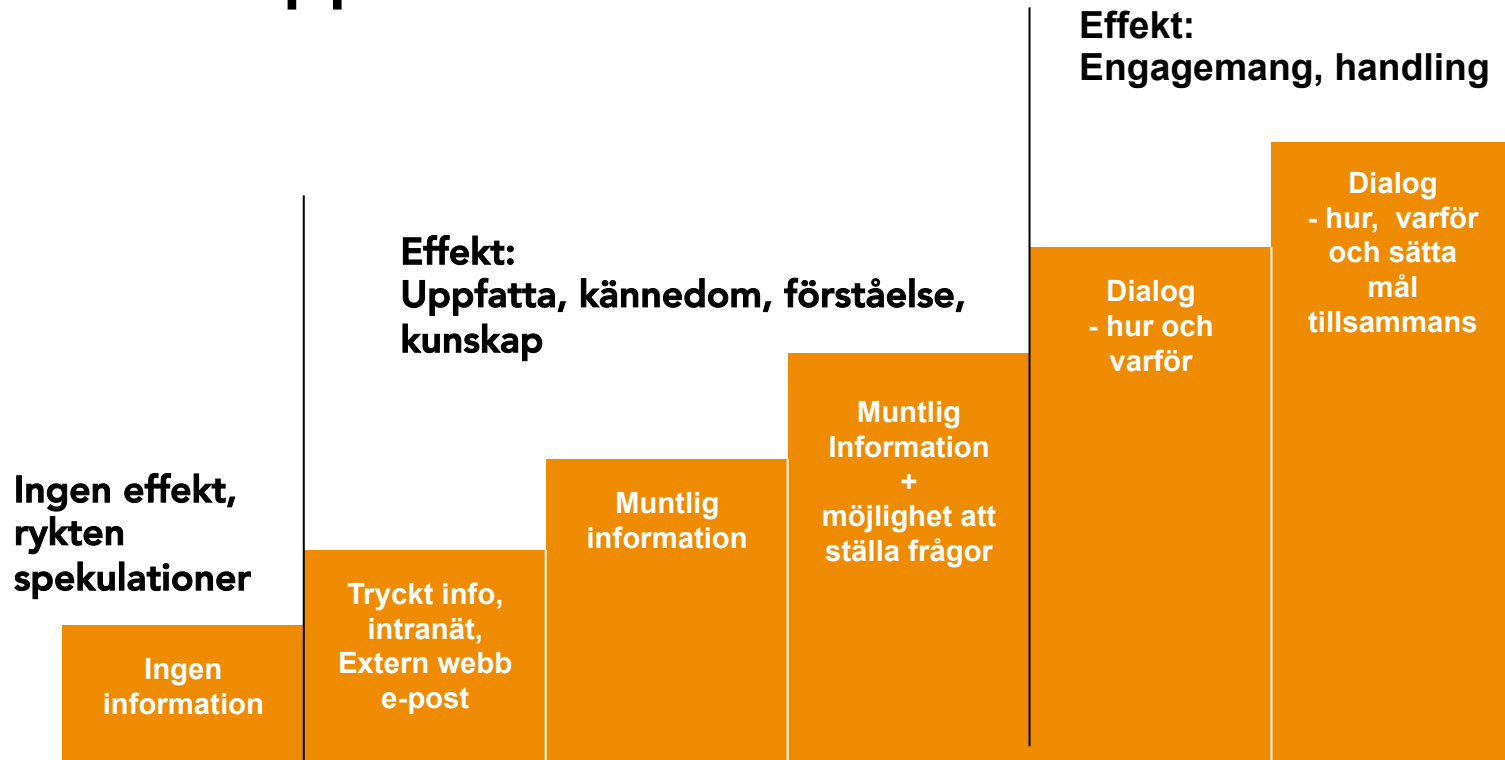 Ingen effekt,
rykten
spekulationer
Ingen
information
Effekt:
Uppfatta, kännedom, förståelse,
kunskap
Tryckt info,
intranät,
Extern webb
e-post
Muntlig
information
Muntlig
Information
+
möjlighet att
ställa frågor
Effekt:
Engagemang, handling
Dialog
- hur och
varför
Dialog
- hur, varför
och sätta
mål
tillsammans